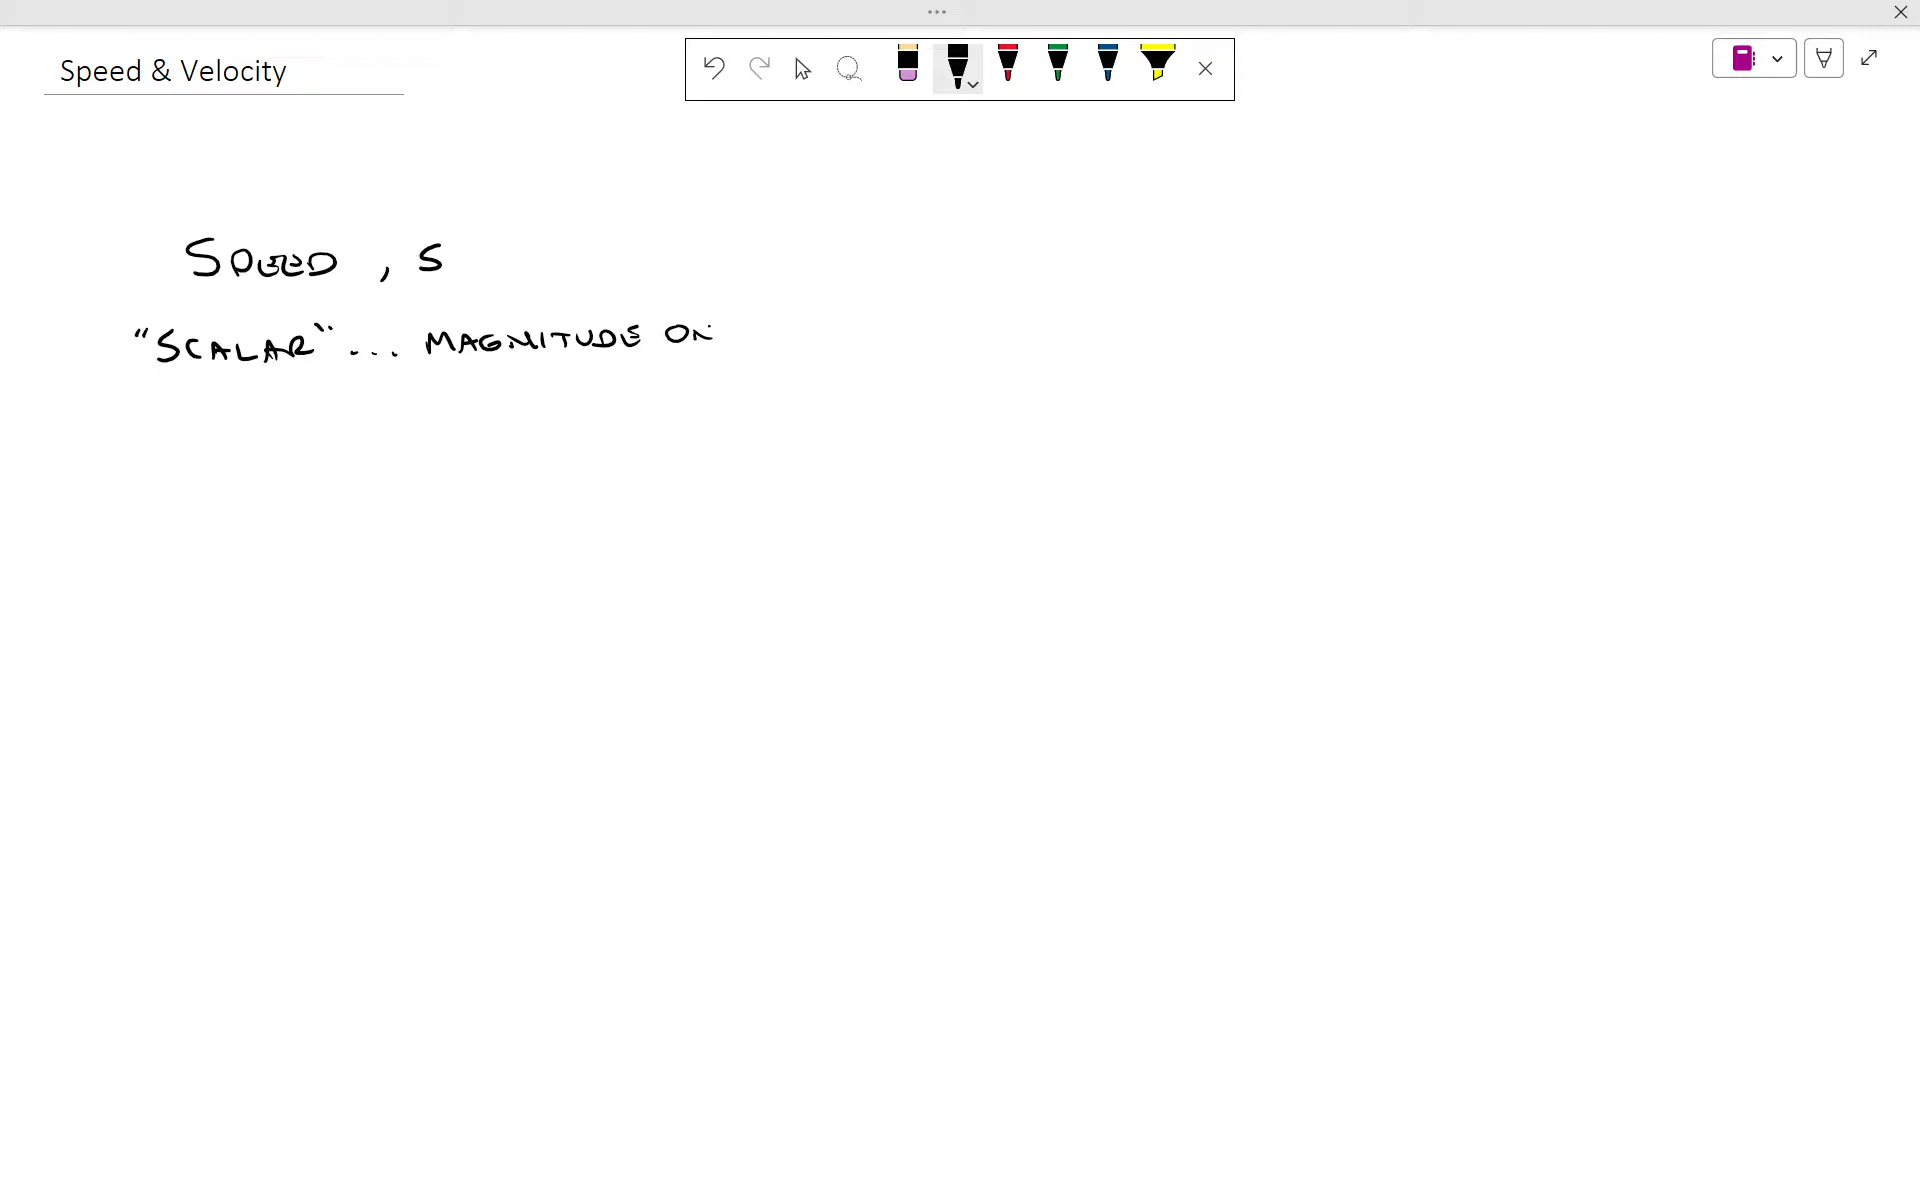 Speed & Velocity
SPEED , S
"SCALAR" ... MAGNITUDE ON